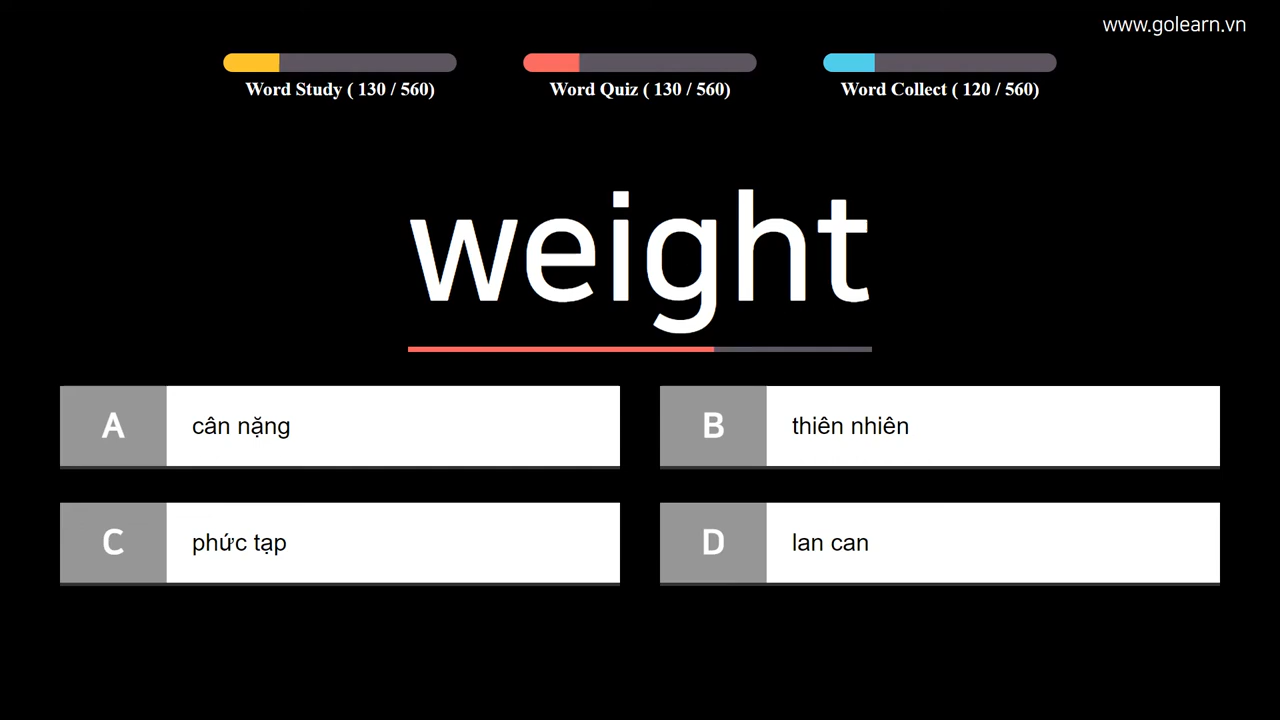 www.golearn.vn
Word Study ( 130 / 560)
Word Quiz ( 130 / 560)
Word Collect ( 120 / 560)
weight
A cân nặng
B thiên nhiên
C phức tạp
D lan can